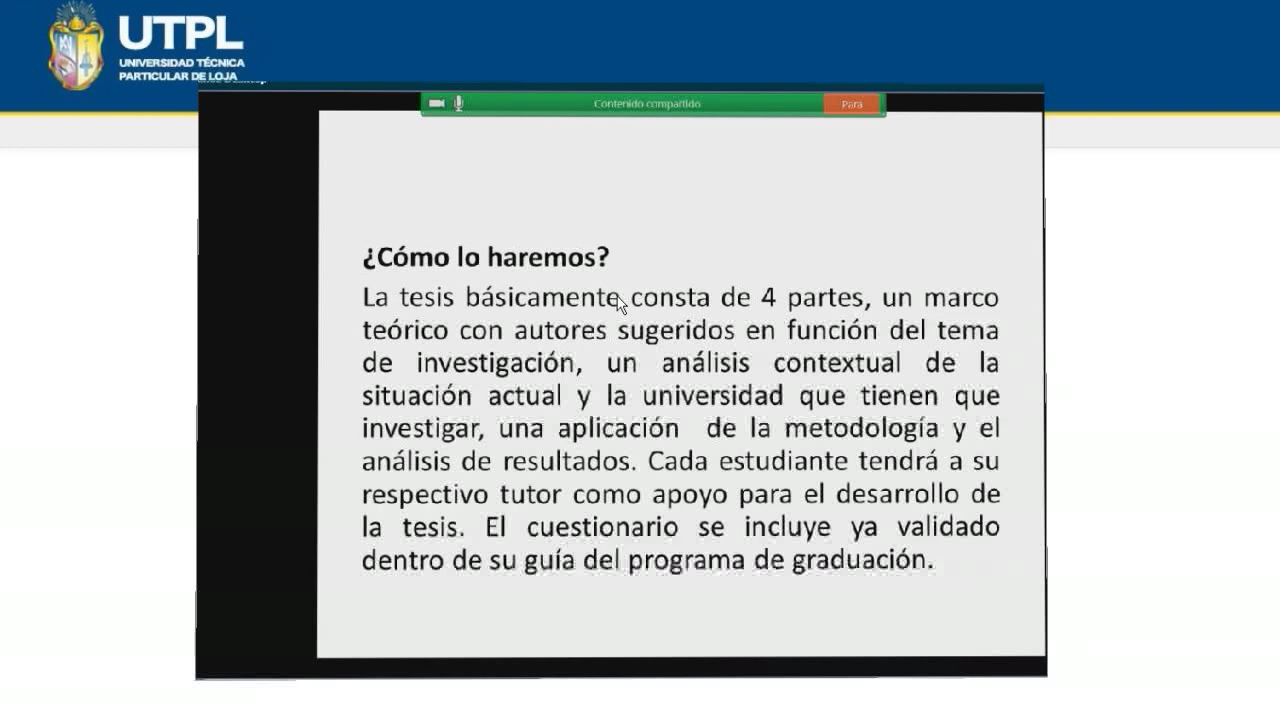 UTPL
UNIVERSIDAD TÉCNICA
PARTICULAR DE LOJA
Contenido compartido
Para
¿Cómo lo haremos?
La tesis básicamente consta de 4 partes, un marco
teórico con autores sugeridos en función del tema
de investigación, un análisis contextual de la
situación actual y la universidad que tienen que
investigar, una aplicación de la metodología y el
análisis de resultados. Cada estudiante tendrá a su
respectivo tutor como apoyo para el desarrollo de
la tesis. El cuestionario se incluye ya validado
dentro de su guía del programa de graduación.